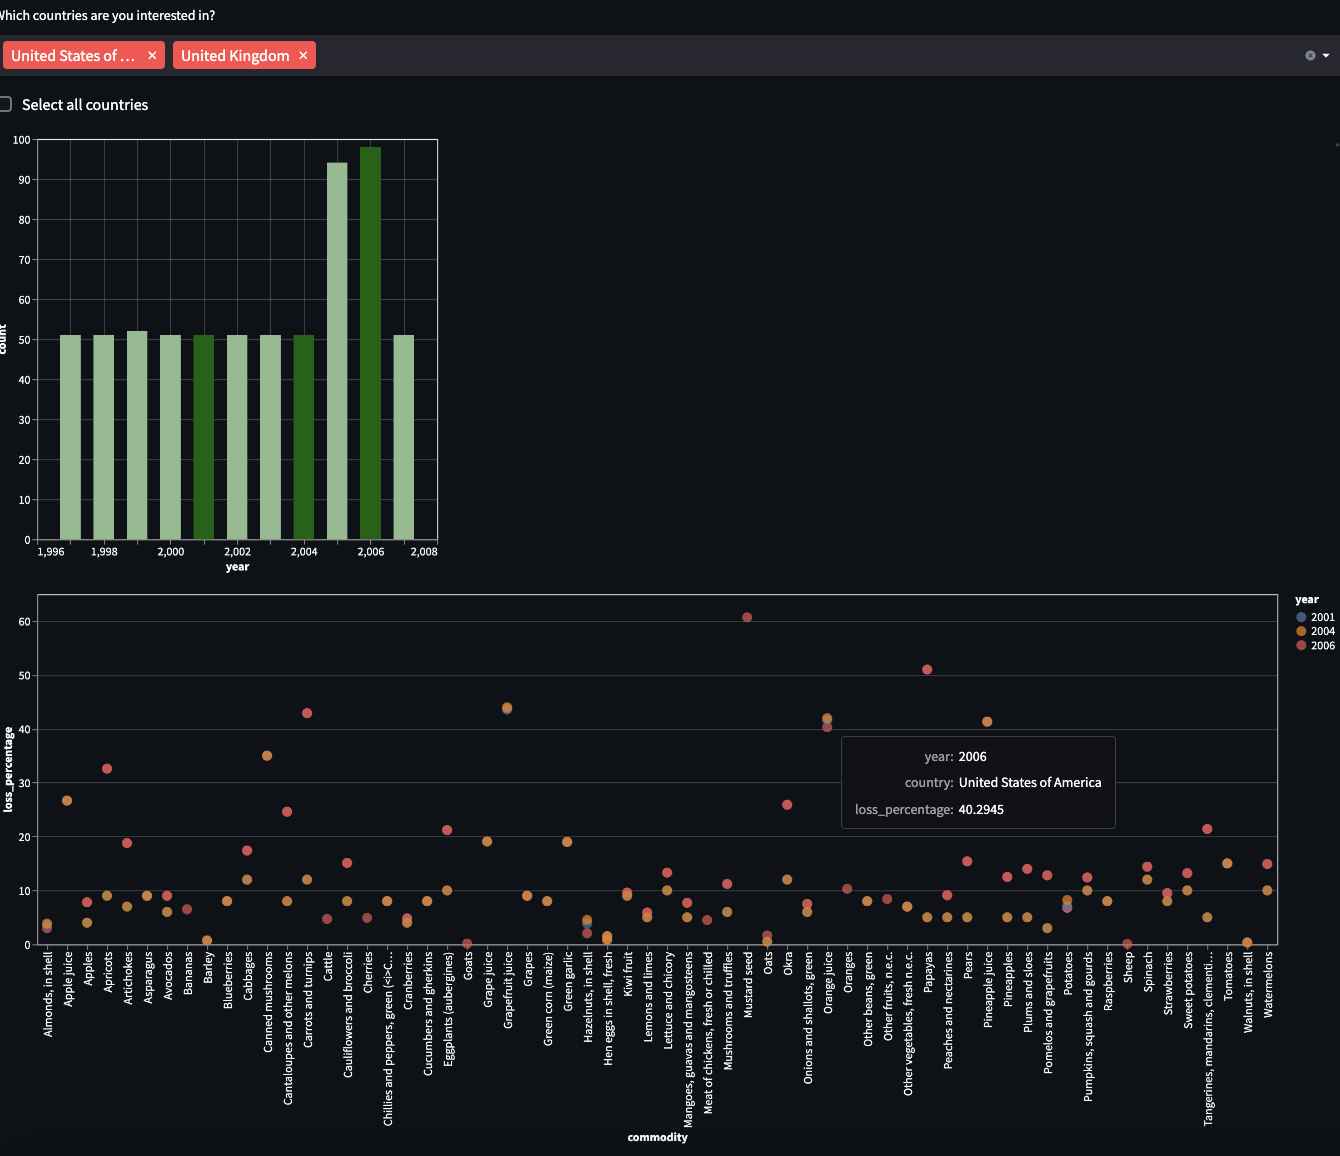 Which countries are you interested in?
United States of ... ×
United Kingdom ×
Select all countries
100
90
80
70
60
50
40
30
20
10
0
count
1,996 1,998 2,000 2,002 2,004 2,006 2,008
year
year
2001
2004
2006
60
50
40
30
20
10
0
loss_percentage
year: 2006
country: United States of America
loss_percentage: 40.2945
Almonds, in shell
Apple juice
Apples
Apricots
Artichokes
Asparagus
Avocados
Bananas
Barley
Blueberries
Cabbages
Canned mushrooms
Cantaloupes and other melons
Carrots and turnips
Cattle
Cauliflowers and broccoli
Cherries
Chillies and peppers, green (<i>C...
Cranberries
Cucumbers and gherkins
Eggplants (aubergines)
Goats
Grape juice
Grapefruit juice
Grapes
Green corn (maize)
Green garlic
Hazelnuts, in shell
Hen eggs in shell, fresh
Kiwi fruit
Lemons and limes
Lettuce and chicory
Mangoes, guavas and mangosteens
Meat of chickens, fresh or chilled
Mushrooms and truffles
Mustard seed
Oats
Okra
Onions and shallots, green
Orange juice
Oranges
Other beans, green
Other fruits, n.e.c.
Other vegetables, fresh n.e.c.
Papayas
Peaches and nectarines
Pears
Pineapple juice
Pineapples
Plums and sloes
Pomelos and grapefruits
Potatoes
Pumpkins, squash and gourds
Raspberries
Sheep
Spinach
Strawberries
Sweet potatoes
Tangerines, mandarins, clementi...
Tomatoes
Walnuts, in shell
Watermelons
commodity